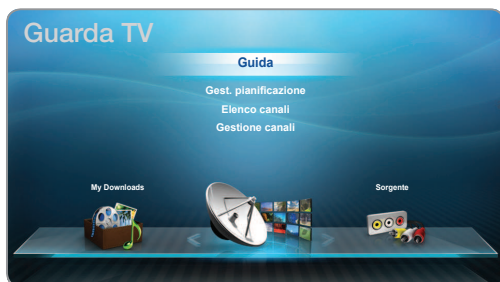 Guarda TV
Guida
Gest. pianificazione
Elenco canali
Gestione canali
My Downloads
Sorgente